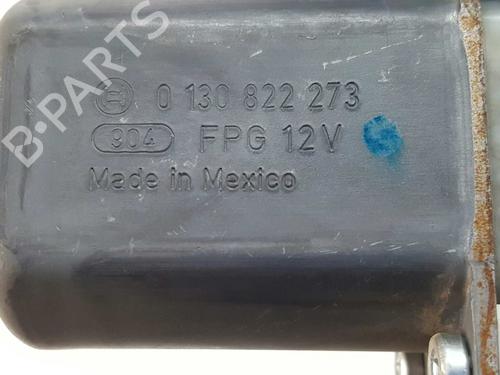 B-PARTS
0 130 822 273
904 FPG 12V
Made in Mexico